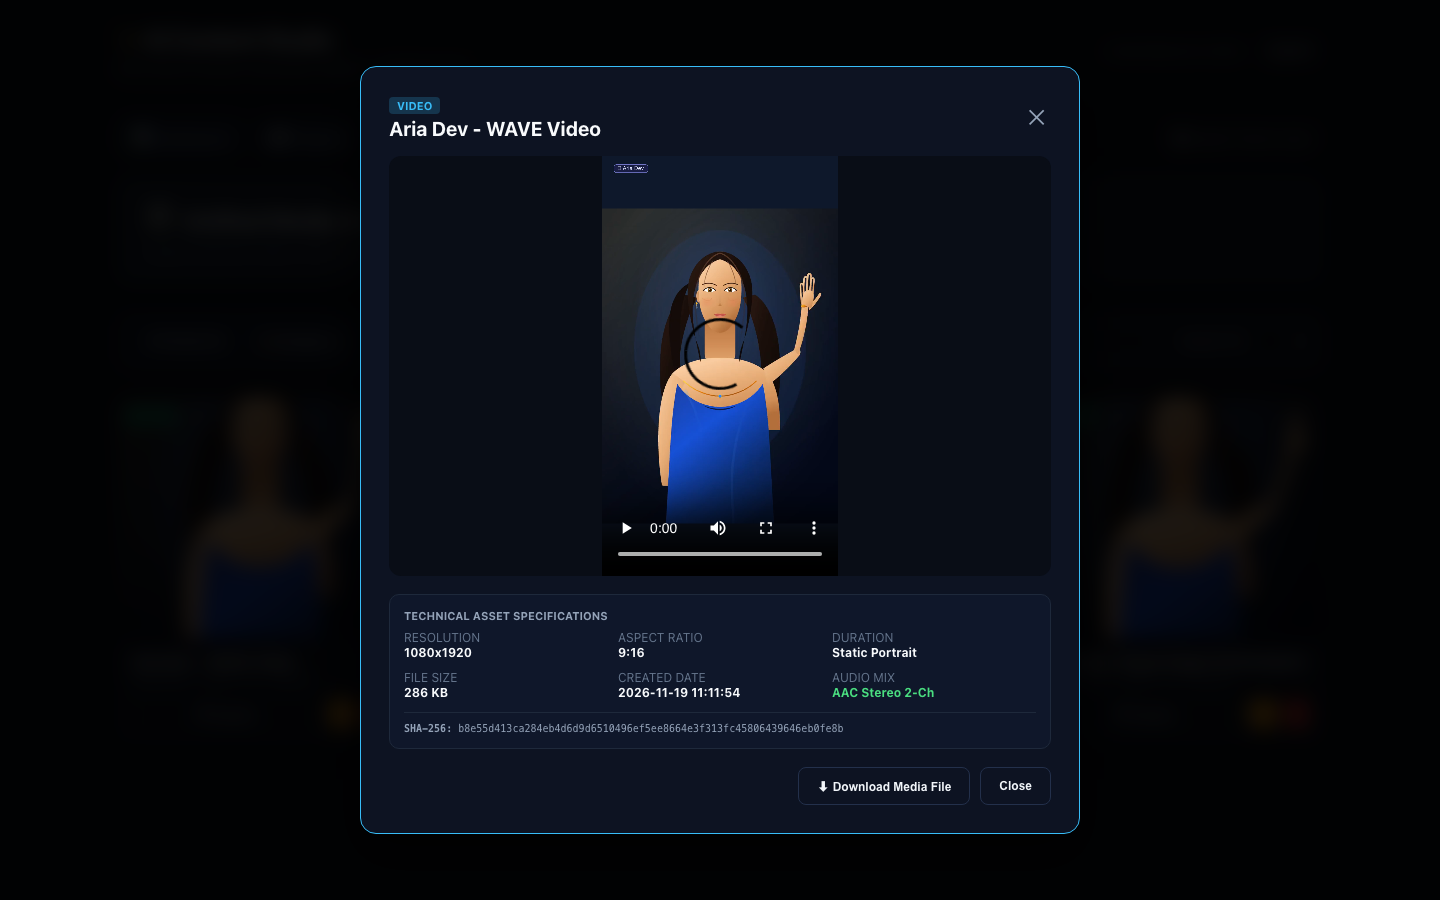 VIDEO
Aria Dev - WAVE Video
Aria Dev
0:00
TECHNICAL ASSET SPECIFICATIONS
RESOLUTION
1080x1920
ASPECT RATIO
9:16
DURATION
Static Portrait
FILE SIZE
286 KB
CREATED DATE
2026-11-19 11:11:54
AUDIO MIX
AAC Stereo 2-Ch
SHA-256: b8e55d413ca284eb4d6d9d6510496ef5ee8664e3f313fc45806439646eb0fe8b
Download Media File
Close